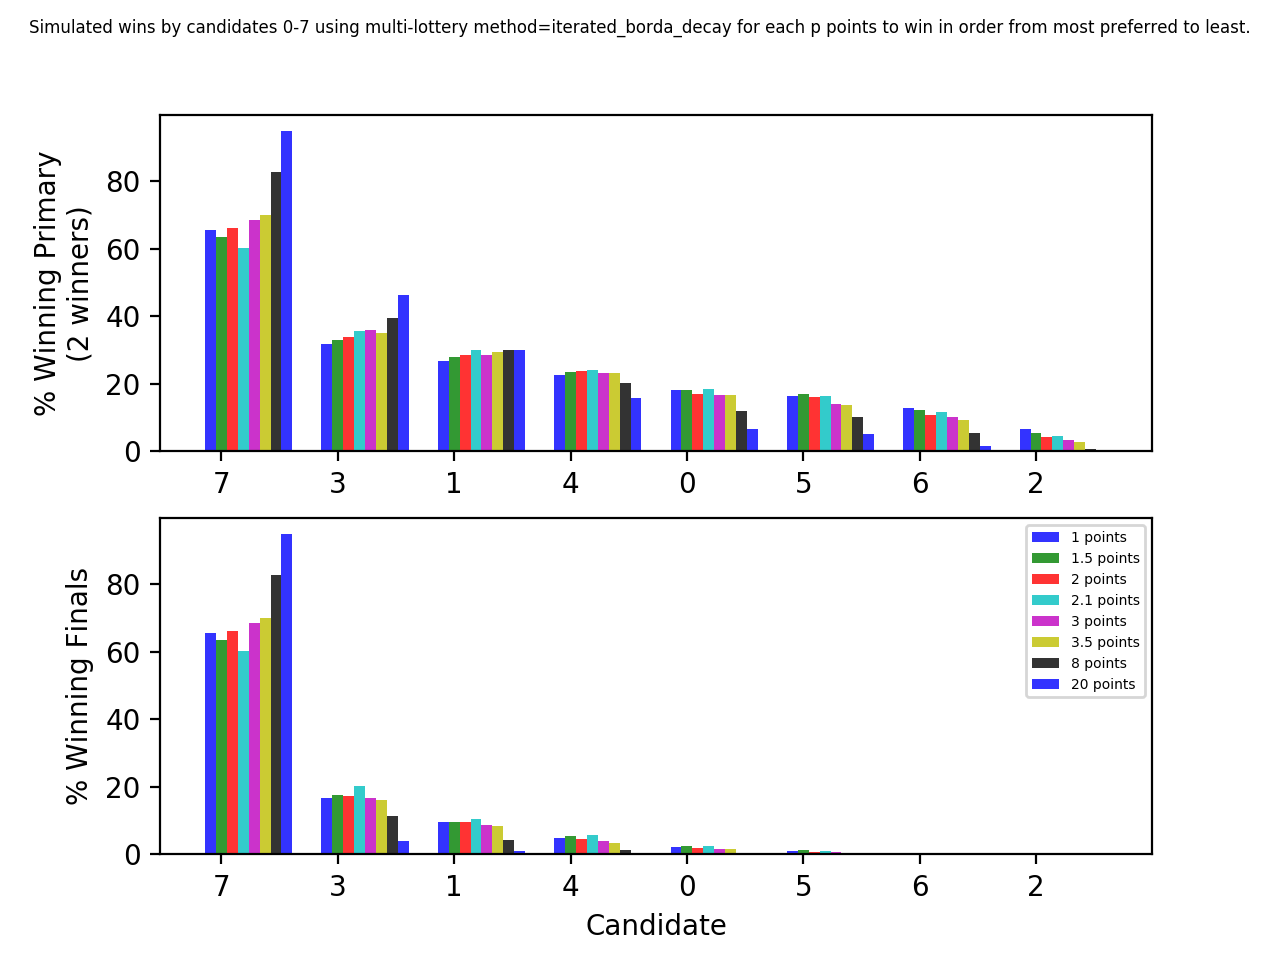 Simulated wins by candidates 0-7 using multi-lottery method=iterated_borda_decay for each p points to win in order from most preferred to least.
% Winning Primary
(2 winners)
80
60
40
20
0
7 3 1 4 0 5 6 2
% Winning Finals
80
60
40
20
0
1 points
1.5 points
2 points
2.1 points
3 points
3.5 points
8 points
20 points
7 3 1 4 0 5 6 2
Candidate